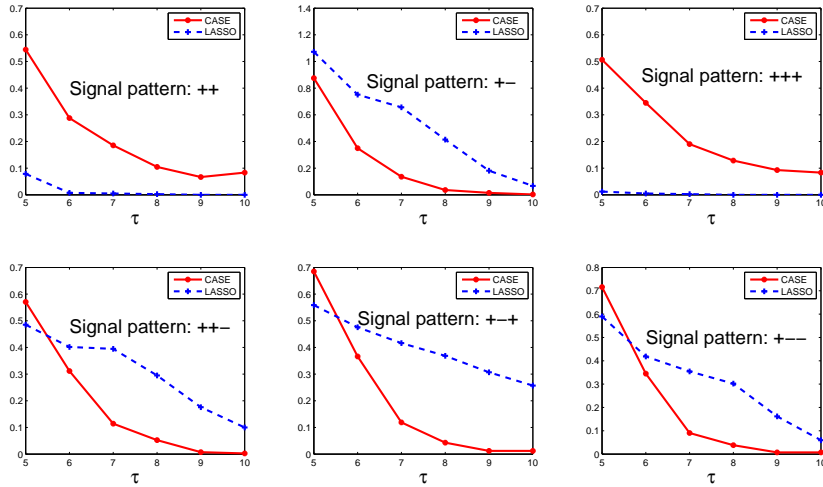 0.7
0.6
0.5
0.4
0.3
0.2
0.1
0
5 6 7 8 9 10
τ
Signal pattern: ++
CASE
LASSO
1.4
1.2
1
0.8
0.6
0.4
0.2
0
5 6 7 8 9 10
τ
Signal pattern: +−
CASE
LASSO
0.7
0.6
0.5
0.4
0.3
0.2
0.1
0
5 6 7 8 9 10
τ
Signal pattern: +++
CASE
LASSO
0.7
0.6
0.5
0.4
0.3
0.2
0.1
0
5 6 7 8 9 10
τ
Signal pattern: ++−
CASE
LASSO
0.7
0.6
0.5
0.4
0.3
0.2
0.1
0
5 6 7 8 9 10
τ
Signal pattern: +−+
CASE
LASSO
0.8
0.7
0.6
0.5
0.4
0.3
0.2
0.1
0
5 6 7 8 9 10
τ
Signal pattern: +−−
CASE
LASSO